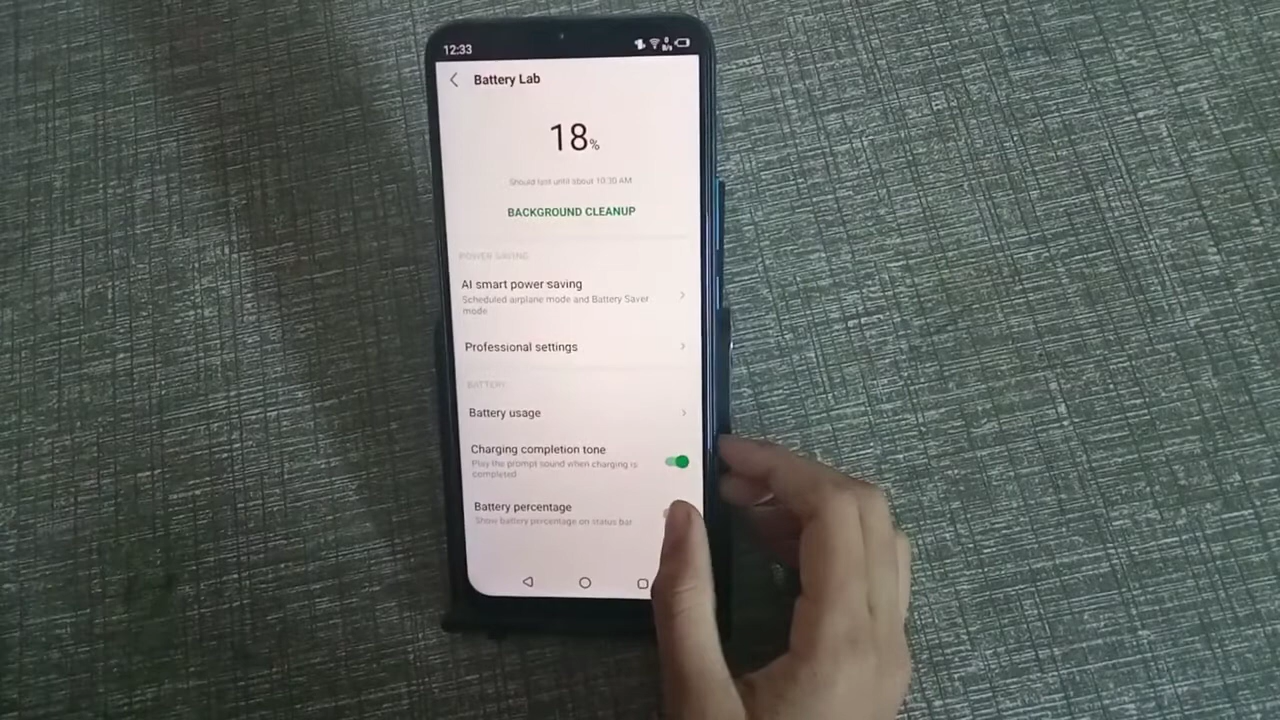 12:33
0
B/s
Battery Lab
18%
Should last until about 10:30 AM
BACKGROUND CLEANUP
POWER SAVING
AI smart power saving
Scheduled airplane mode and Battery Saver
mode
Professional settings
BATTERY
Battery usage
Charging completion tone
Play the prompt sound when charging is
completed
Battery percentage
Show battery percentage on status bar